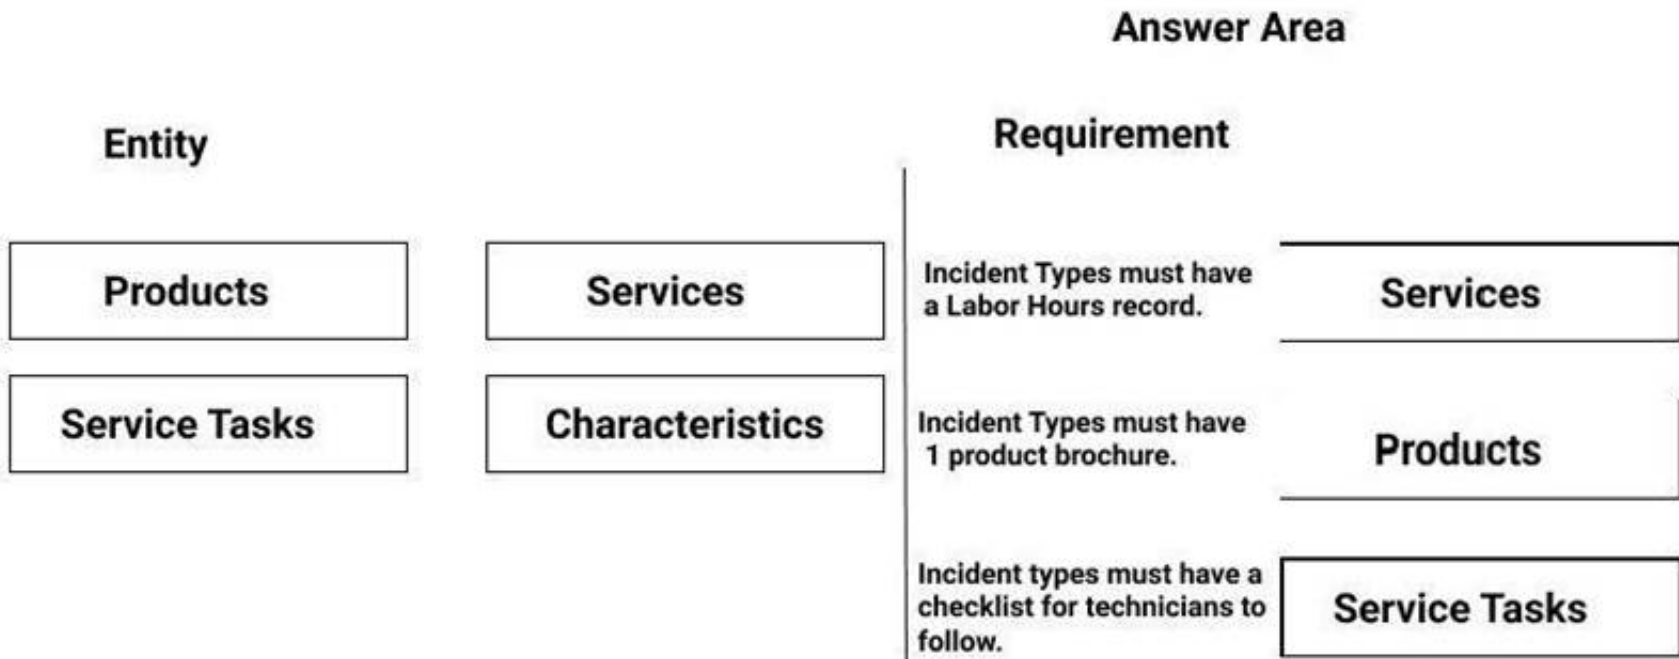 Answer Area
Entity
Requirement
Products
Services
Incident Types must have
a Labor Hours record.
Services
Service Tasks
Characteristics
Incident Types must have
1 product brochure.
Products
Incident types must have a
checklist for technicians to
follow.
Service Tasks